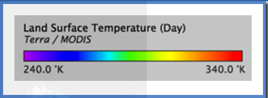 Land Surface Temperature (Day)
Terra / MODIS
240.0 °K 340.0 °K